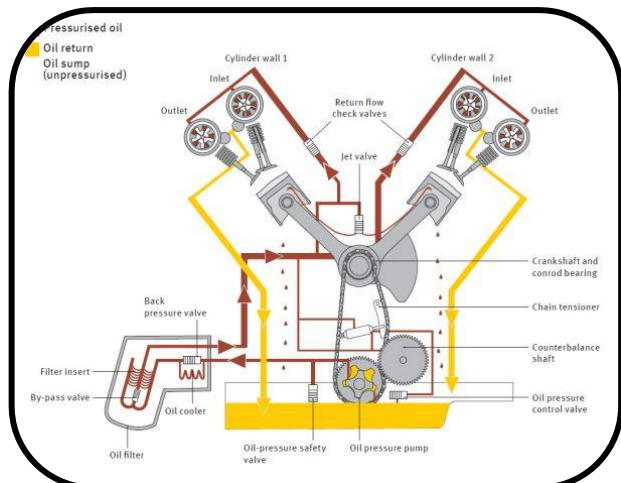 Pressurised oil
Oil return
Oil sump
(unpressurised)
Cylinder wall 1
Cylinder wall 2
Inlet
Inlet
Outlet
Outlet
Return flow
check valves
Jet valve
Crankshaft and
conrod bearing
Chain tensioner
Back
pressure valve
Counterbalance
shaft
Filter insert
By-pass valve
Oil cooler
Oil pressure
control valve
Oil filter
Oil-pressure safety
valve
Oil pressure pump